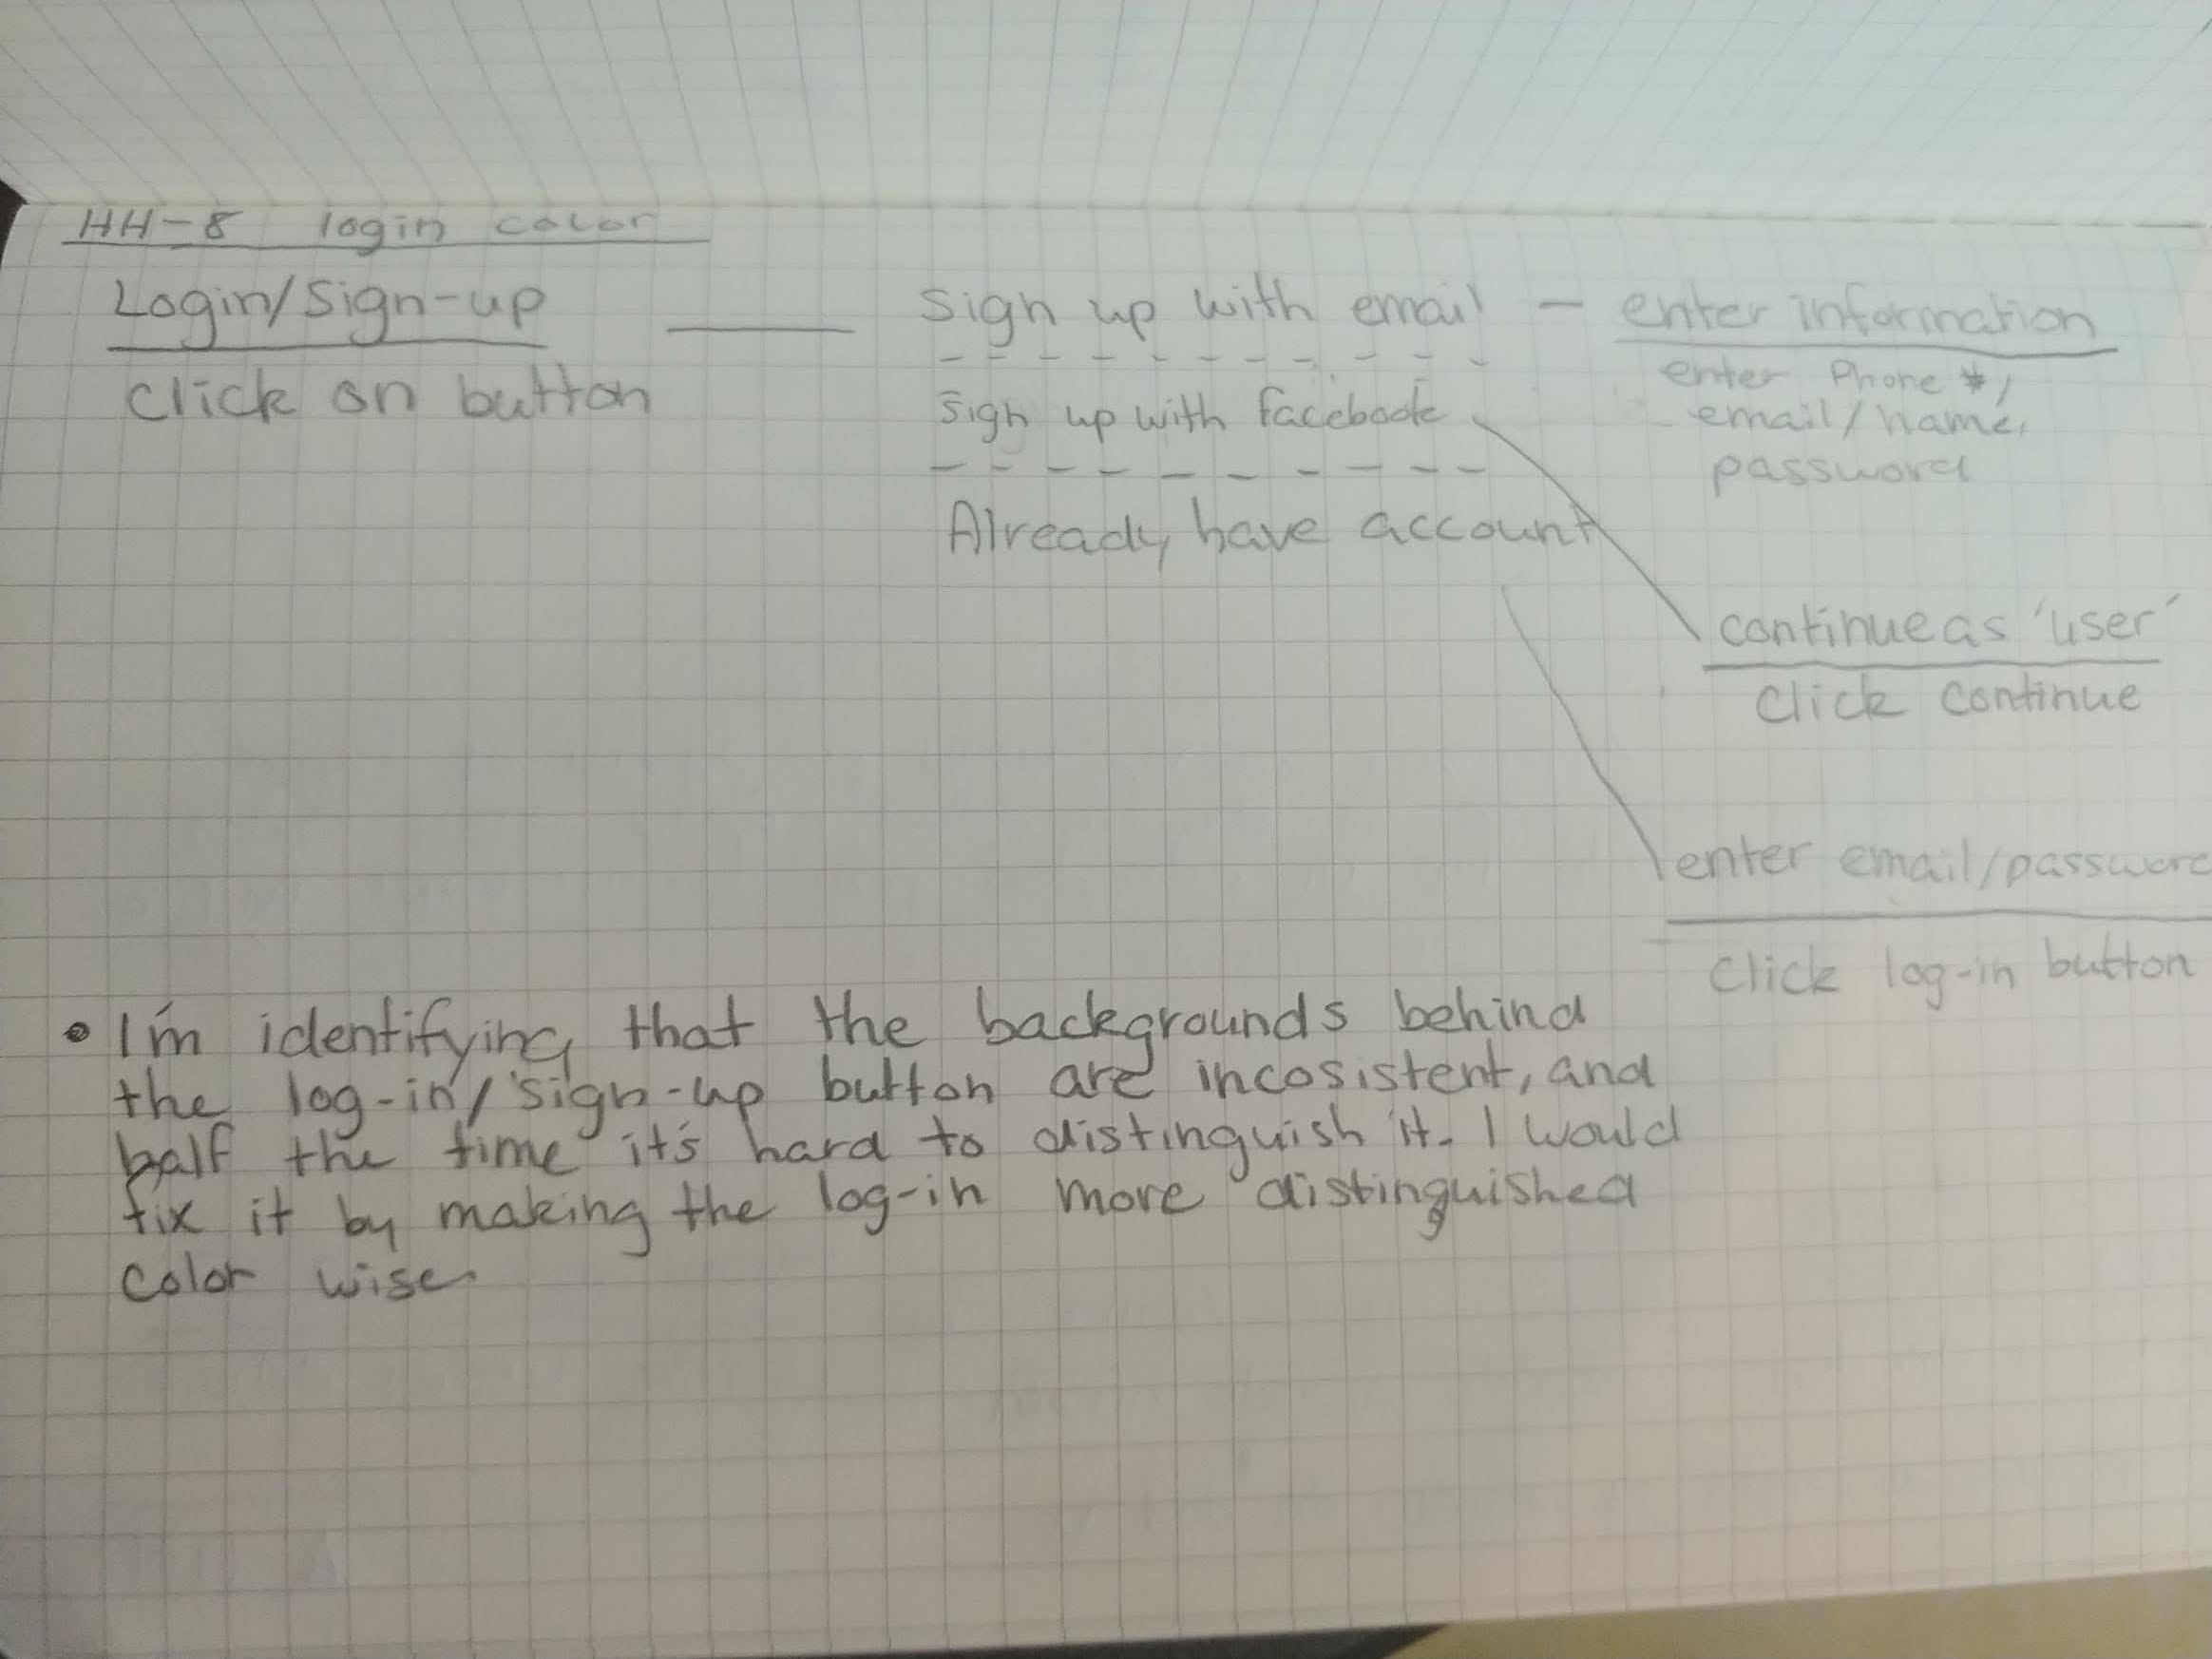 HH-8 login color
Login/Sign-up
click on button
Sign up with email - enter information
enter Phone #/
email/name,
password
Sign up with facebook
Already have account
continue as 'user'
Click continue
enter email/password
Click log-in button
• I'm identifying that the backgrounds behind
the log-in/sign-up button are incosistent, and
half the time it's hard to distinguish it. I would
fix it by making the log-in more distinguished
color wise